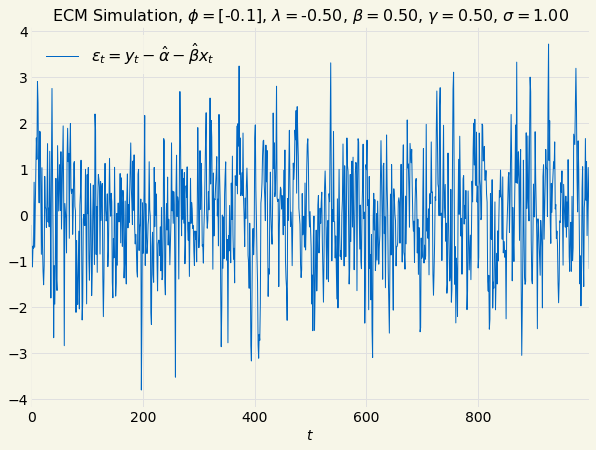 ECM Simulation, ϕ = [-0.1], λ = -0.50, β = 0.50, γ = 0.50, σ = 1.00
εₜ = yₜ − α̂ − β̂xₜ
4
3
2
1
0
−1
−2
−3
−4
0 200 400 600 800
t